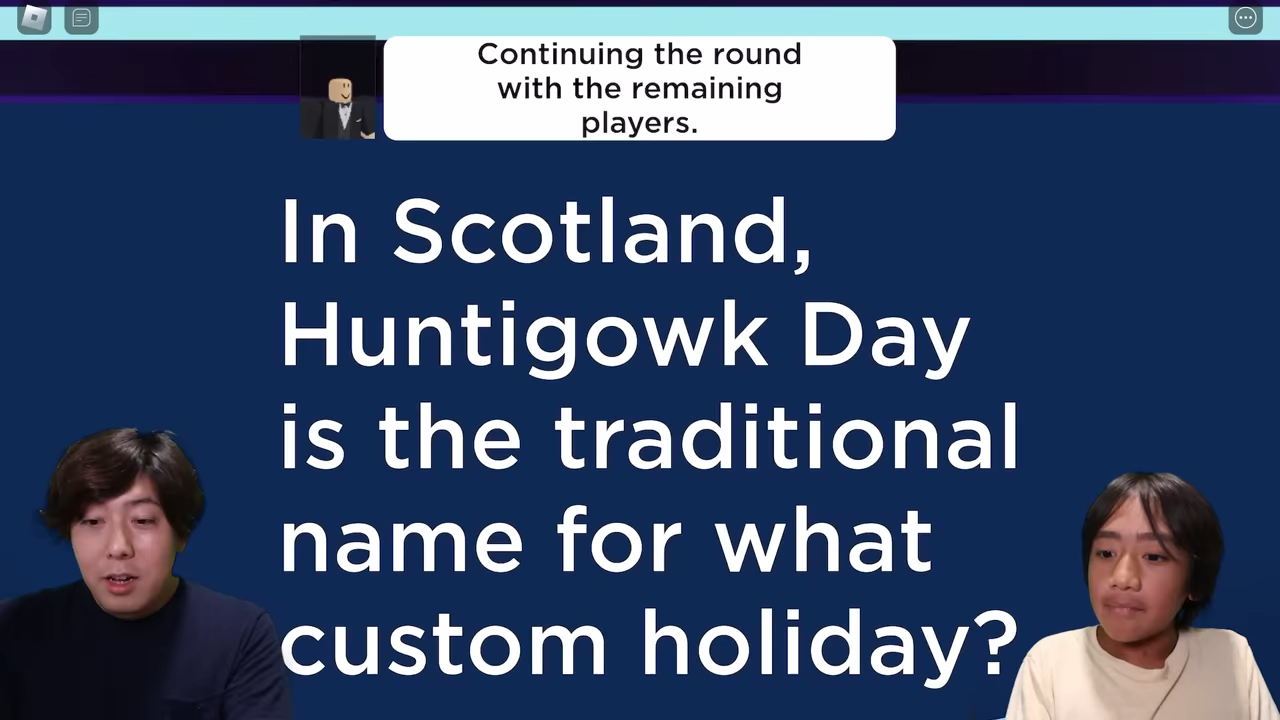 Continuing the round
with the remaining
players.
In Scotland,
Huntigowk Day
is the traditional
name for what
custom holiday?